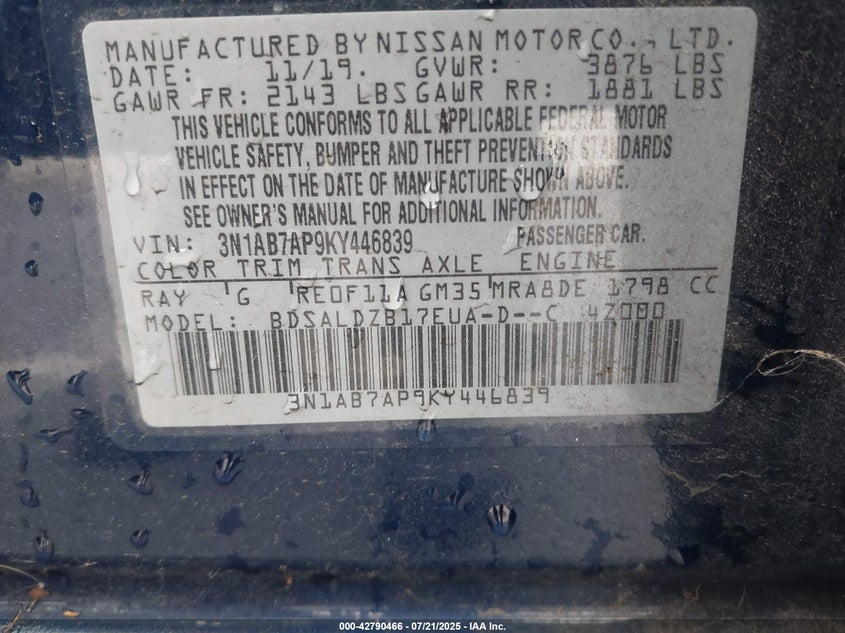 MANUFACTURED BY NISSAN MOTOR CO., LTD.
DATE: 11/19. GVWR: 3876 LBS
GAWR FR: 2143 LBS GAWR RR: 1881 LBS
THIS VEHICLE CONFORMS TO ALL APPLICABLE FEDERAL MOTOR
VEHICLE SAFETY, BUMPER AND THEFT PREVENTION STANDARDS
IN EFFECT ON THE DATE OF MANUFACTURE SHOWN ABOVE.
SEE OWNER'S MANUAL FOR ADDITIONAL INFORMATION.
VIN: 3N1AB7AP9KY446839 PASSENGER CAR.
COLOR TRIM TRANS AXLE ENGINE
RAY G RE0F11A GM35 MRA8DE 1798 CC
MODEL: BDSALDZB17EUA-D--C 4Z000
3N1AB7AP9KY446839
000-42790466 - 07/21/2025 - IAA Inc.